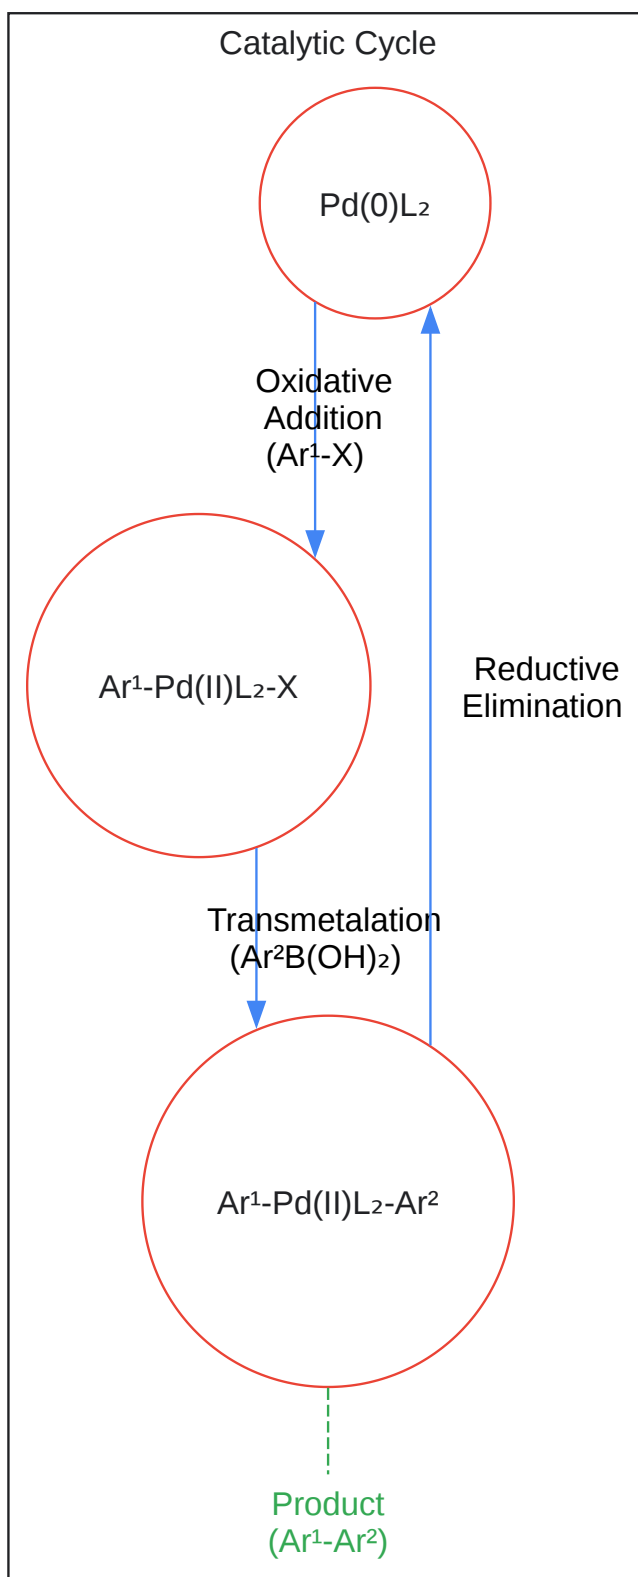 Catalytic Cycle
Pd(0)L₂
Oxidative
Addition
(Ar¹-X)
Ar¹-Pd(II)L₂-X
Reductive
Elimination
Transmetalation
(Ar²B(OH)₂)
Ar¹-Pd(II)L₂-Ar²
Product
(Ar¹-Ar²)